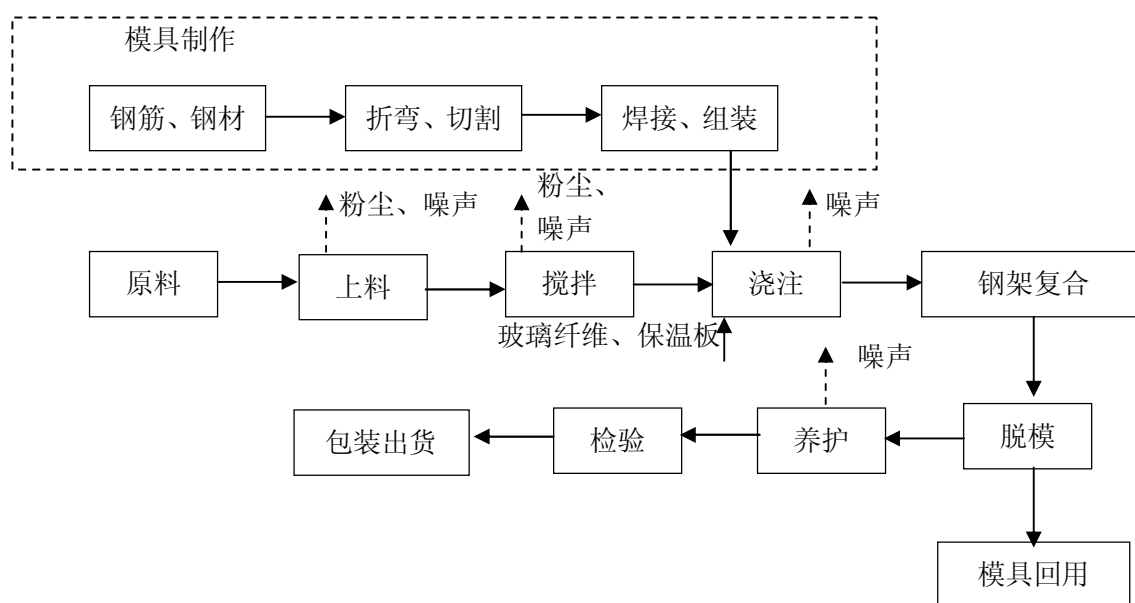 模具制作
钢筋、钢材
折弯、切割
焊接、组装
粉尘、噪声
粉尘、
噪声
噪声
原料
上料
搅拌
浇注
钢架复合
玻璃纤维、保温板
噪声
包装出货
检验
养护
脱模
模具回用